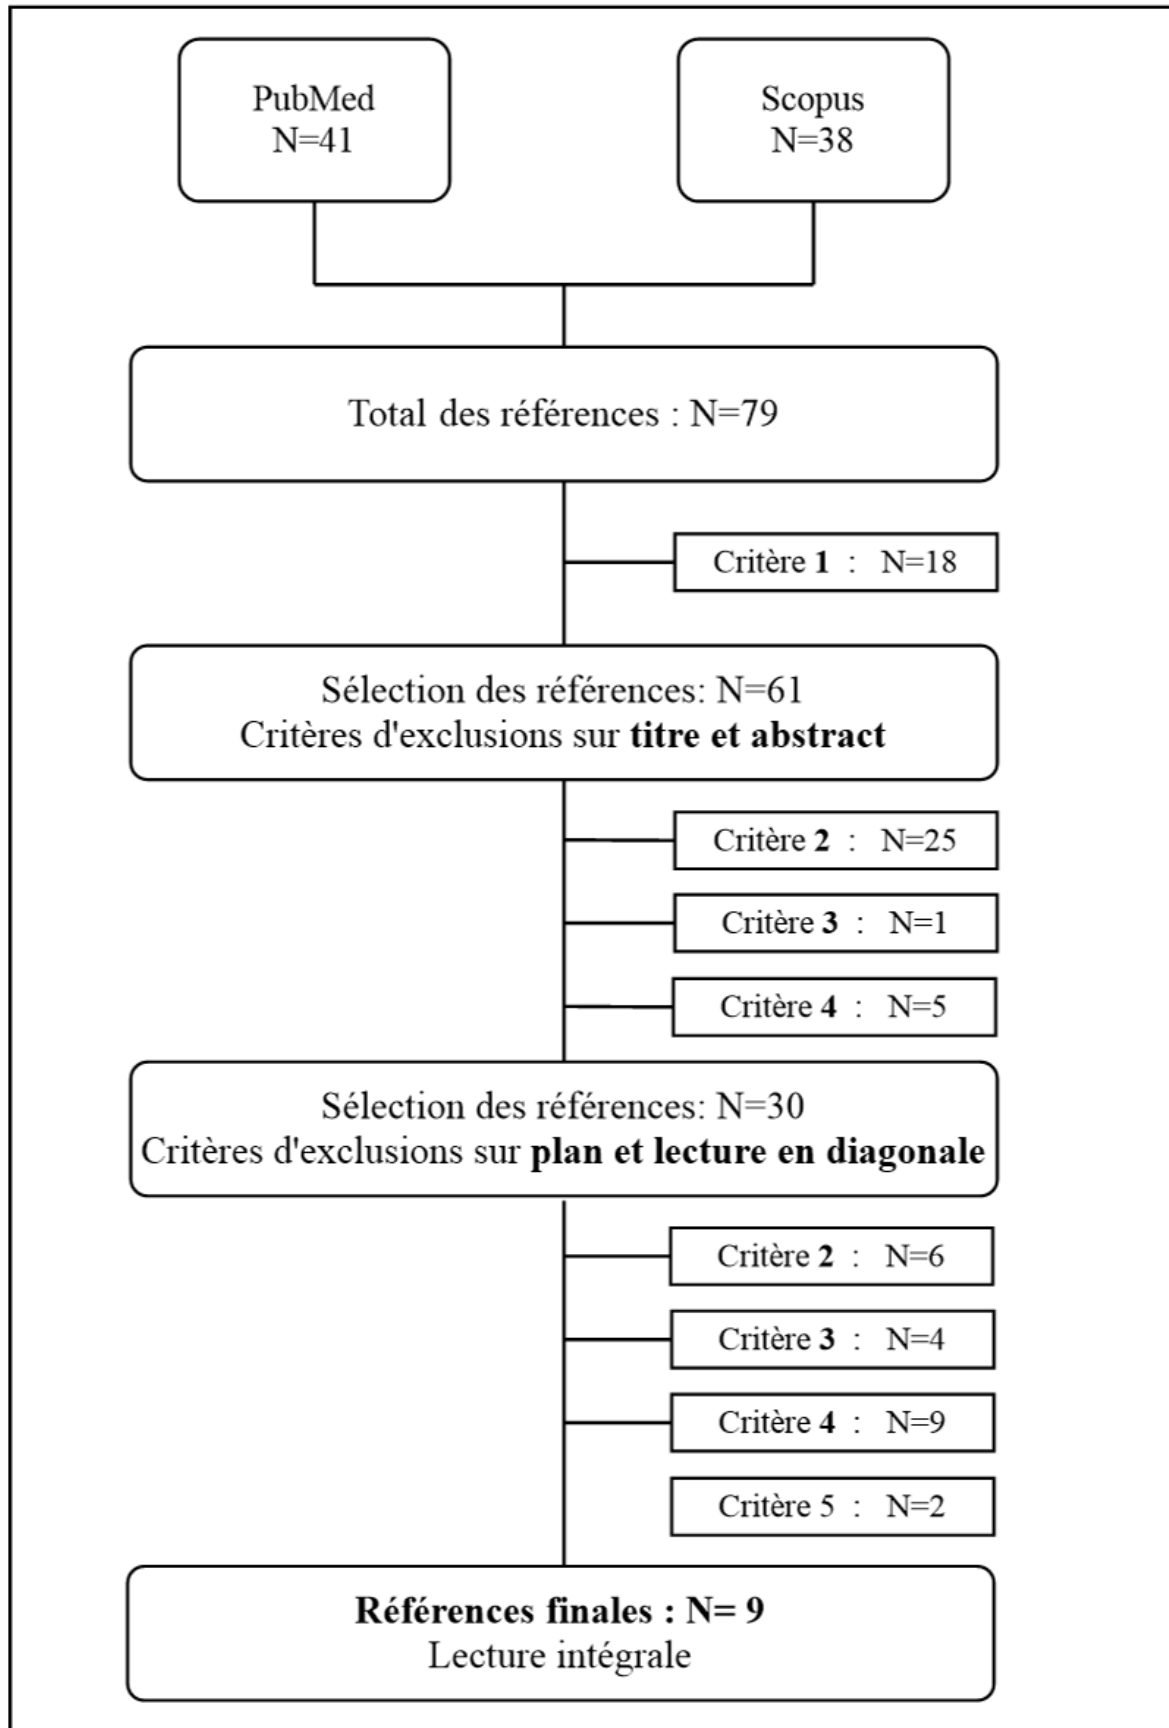 PubMed
N=41
Scopus
N=38
Total des références : N=79
Critère 1 : N=18
Sélection des références: N=61
Critères d'exclusions sur titre et abstract
Critère 2 : N=25
Critère 3 : N=1
Critère 4 : N=5
Sélection des références: N=30
Critères d'exclusions sur plan et lecture en diagonale
Critère 2 : N=6
Critère 3 : N=4
Critère 4 : N=9
Critère 5 : N=2
Références finales : N= 9
Lecture intégrale